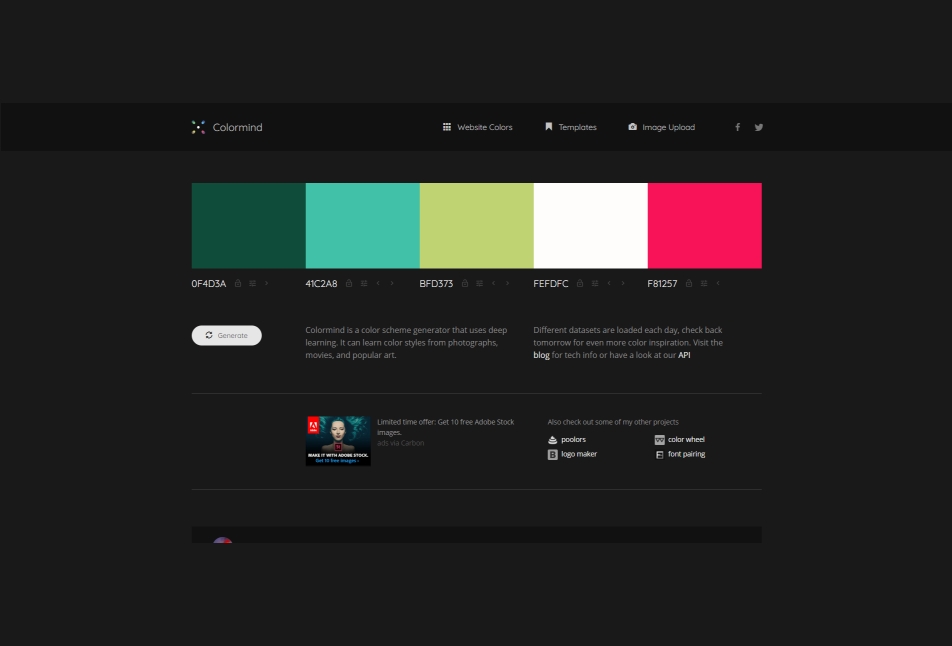 Colormind
Website Colors
Templates
Image Upload
0F4D3A
41C2A8
BFD373
FEFDFC
F81257
Generate
Colormind is a color scheme generator that uses deep
learning. It can learn color styles from photographs,
movies, and popular art.
Different datasets are loaded each day, check back
tomorrow for even more color inspiration. Visit the
blog for tech info or have a look at our API
MAKE IT WITH ADOBE STOCK.
Get 10 free images ›
Limited time offer: Get 10 free Adobe Stock
images.
ads via Carbon
Also check out some of my other projects
poolors
color wheel
logo maker
font pairing